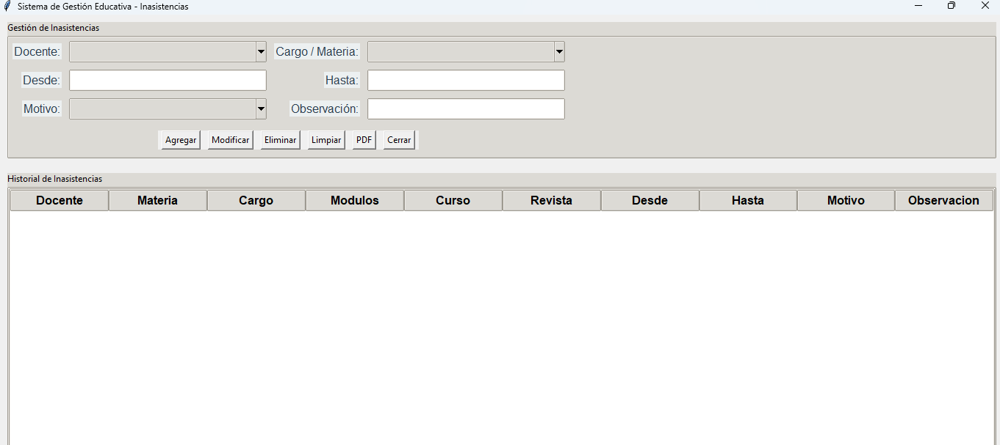 Sistema de Gestión Educativa - Inasistencias
Gestión de Inasistencias
Docente: Cargo / Materia:
Desde: Hasta:
Motivo: Observación:
Agregar Modificar Eliminar Limpiar PDF Cerrar
Historial de Inasistencias
Docente Materia Cargo Modulos Curso Revista Desde Hasta Motivo Observacion